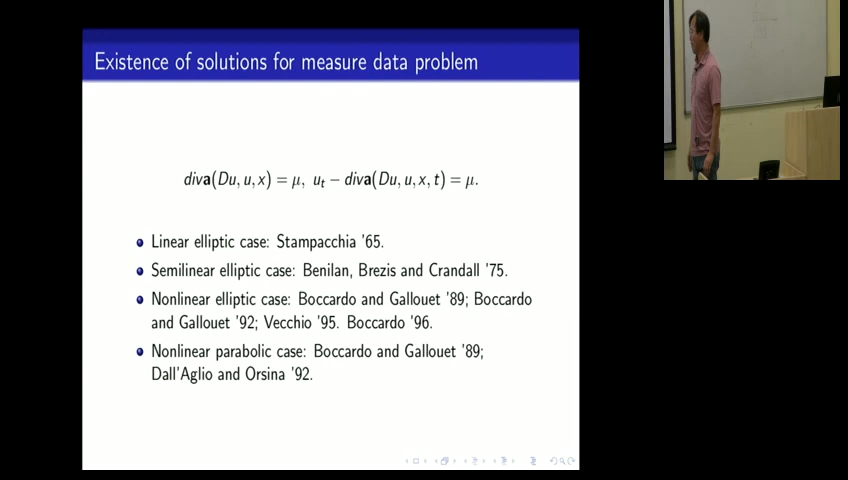 Existence of solutions for measure data problem
div𝐚(Du, u, x) = μ, u_t − div𝐚(Du, u, x, t) = μ.
Linear elliptic case: Stampacchia '65.
Semilinear elliptic case: Benilan, Brezis and Crandall '75.
Nonlinear elliptic case: Boccardo and Gallouet '89; Boccardo
and Gallouet '92; Vecchio '95. Boccardo '96.
Nonlinear parabolic case: Boccardo and Gallouet '89;
Dall'Aglio and Orsina '92.